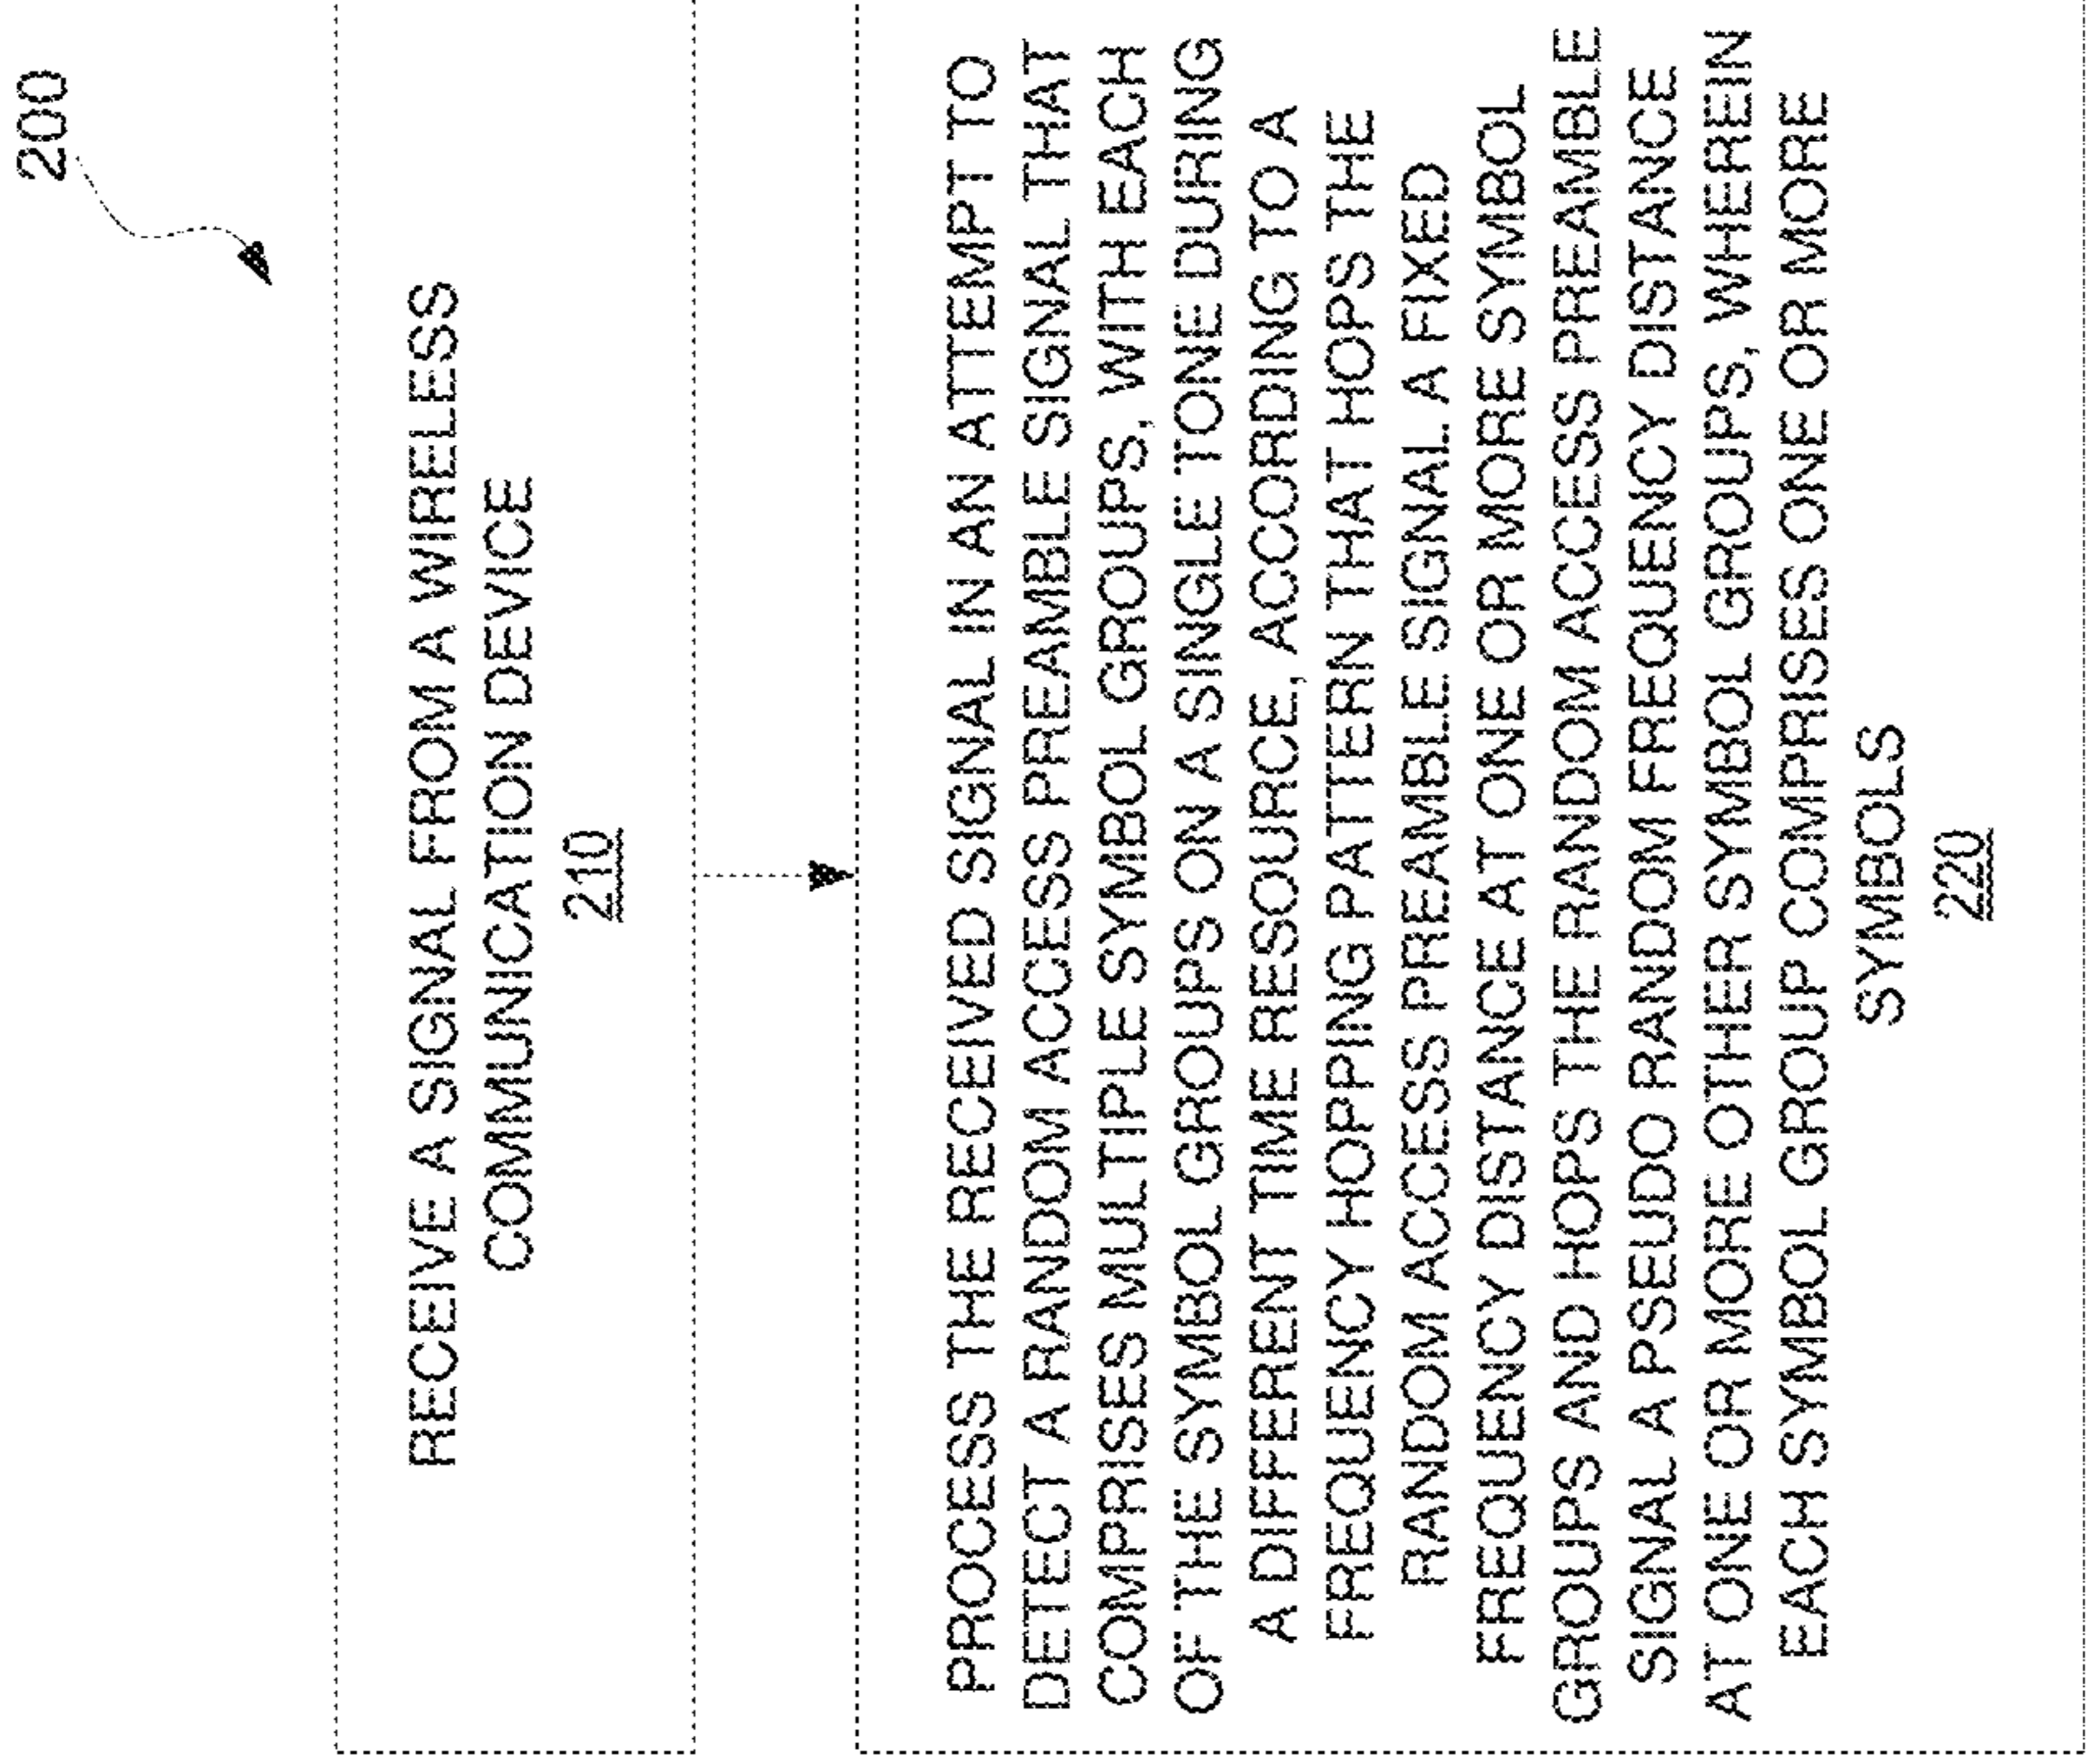 200
RECEIVE A SIGNAL FROM A WIRELESS
COMMUNICATION DEVICE
210
PROCESS THE RECEIVED SIGNAL IN AN ATTEMPT TO
DETECT A RANDOM ACCESS PREAMBLE SIGNAL THAT
COMPRISES MULTIPLE SYMBOL GROUPS, WITH EACH
OF THE SYMBOL GROUPS ON A SINGLE TONE DURING
A DIFFERENT TIME RESOURCE, ACCORDING TO A
FREQUENCY HOPPING PATTERN THAT HOPS THE
RANDOM ACCESS PREAMBLE SIGNAL A FIXED
FREQUENCY DISTANCE AT ONE OR MORE SYMBOL
GROUPS AND HOPS THE RANDOM ACCESS PREAMBLE
SIGNAL A PSEUDO RANDOM FREQUENCY DISTANCE
AT ONE OR MORE OTHER SYMBOL GROUPS, WHEREIN
EACH SYMBOL GROUP COMPRISES ONE OR MORE
SYMBOLS
220